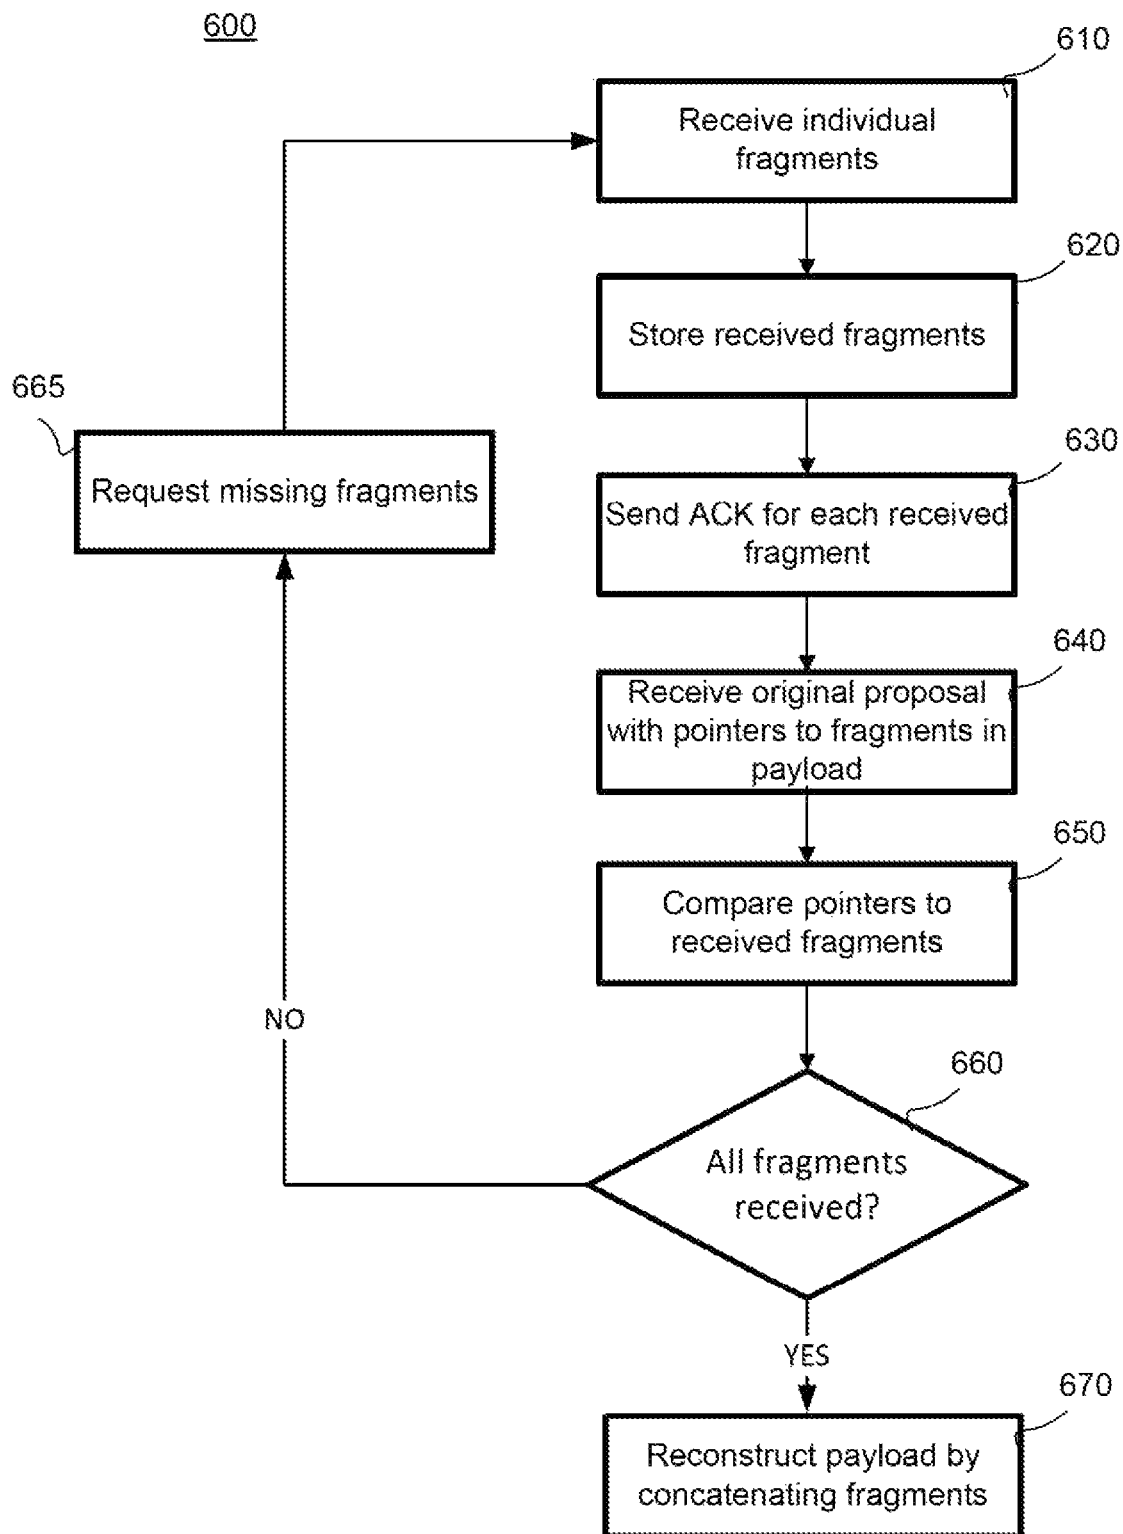 600
610
Receive individual
fragments
620
Store received fragments
665
Request missing fragments
630
Send ACK for each received
fragment
640
Receive original proposal
with pointers to fragments in
payload
650
Compare pointers to
received fragments
NO
660
All fragments
received?
YES
670
Reconstruct payload by
concatenating fragments